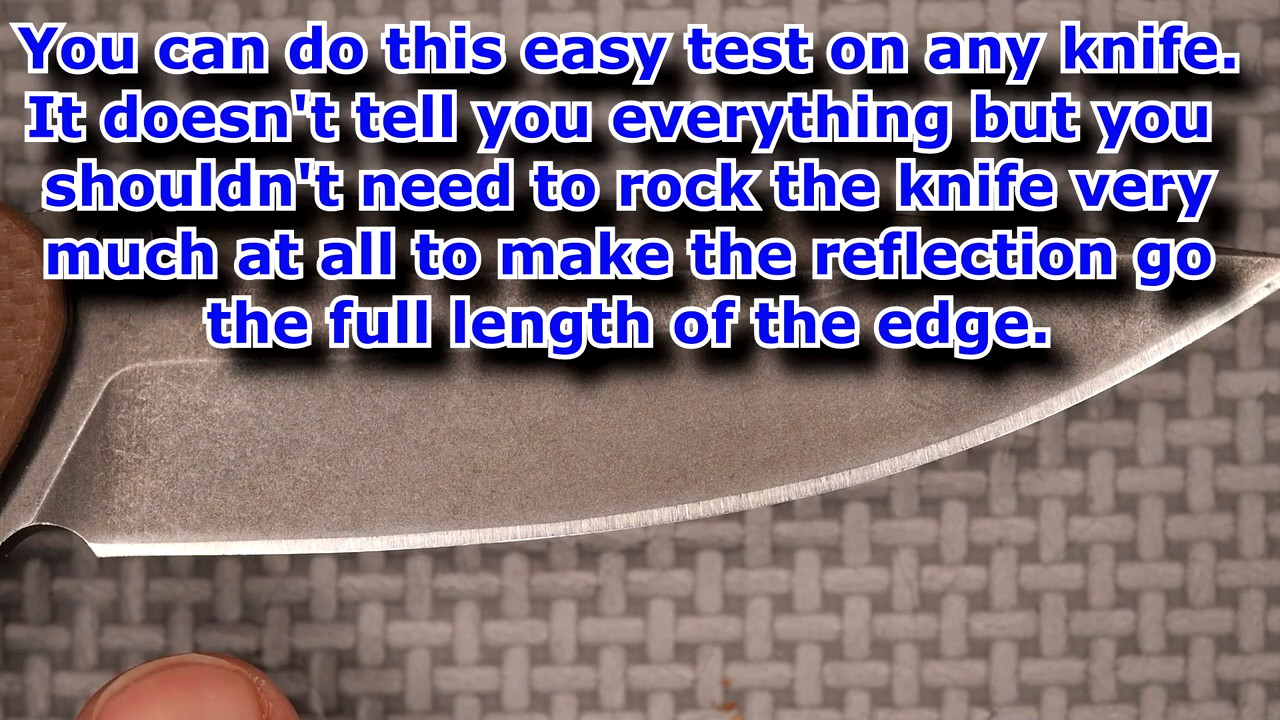 You can do this easy test on any knife.
It doesn't tell you everything but you
shouldn't need to rock the knife very
much at all to make the reflection go
the full length of the edge.